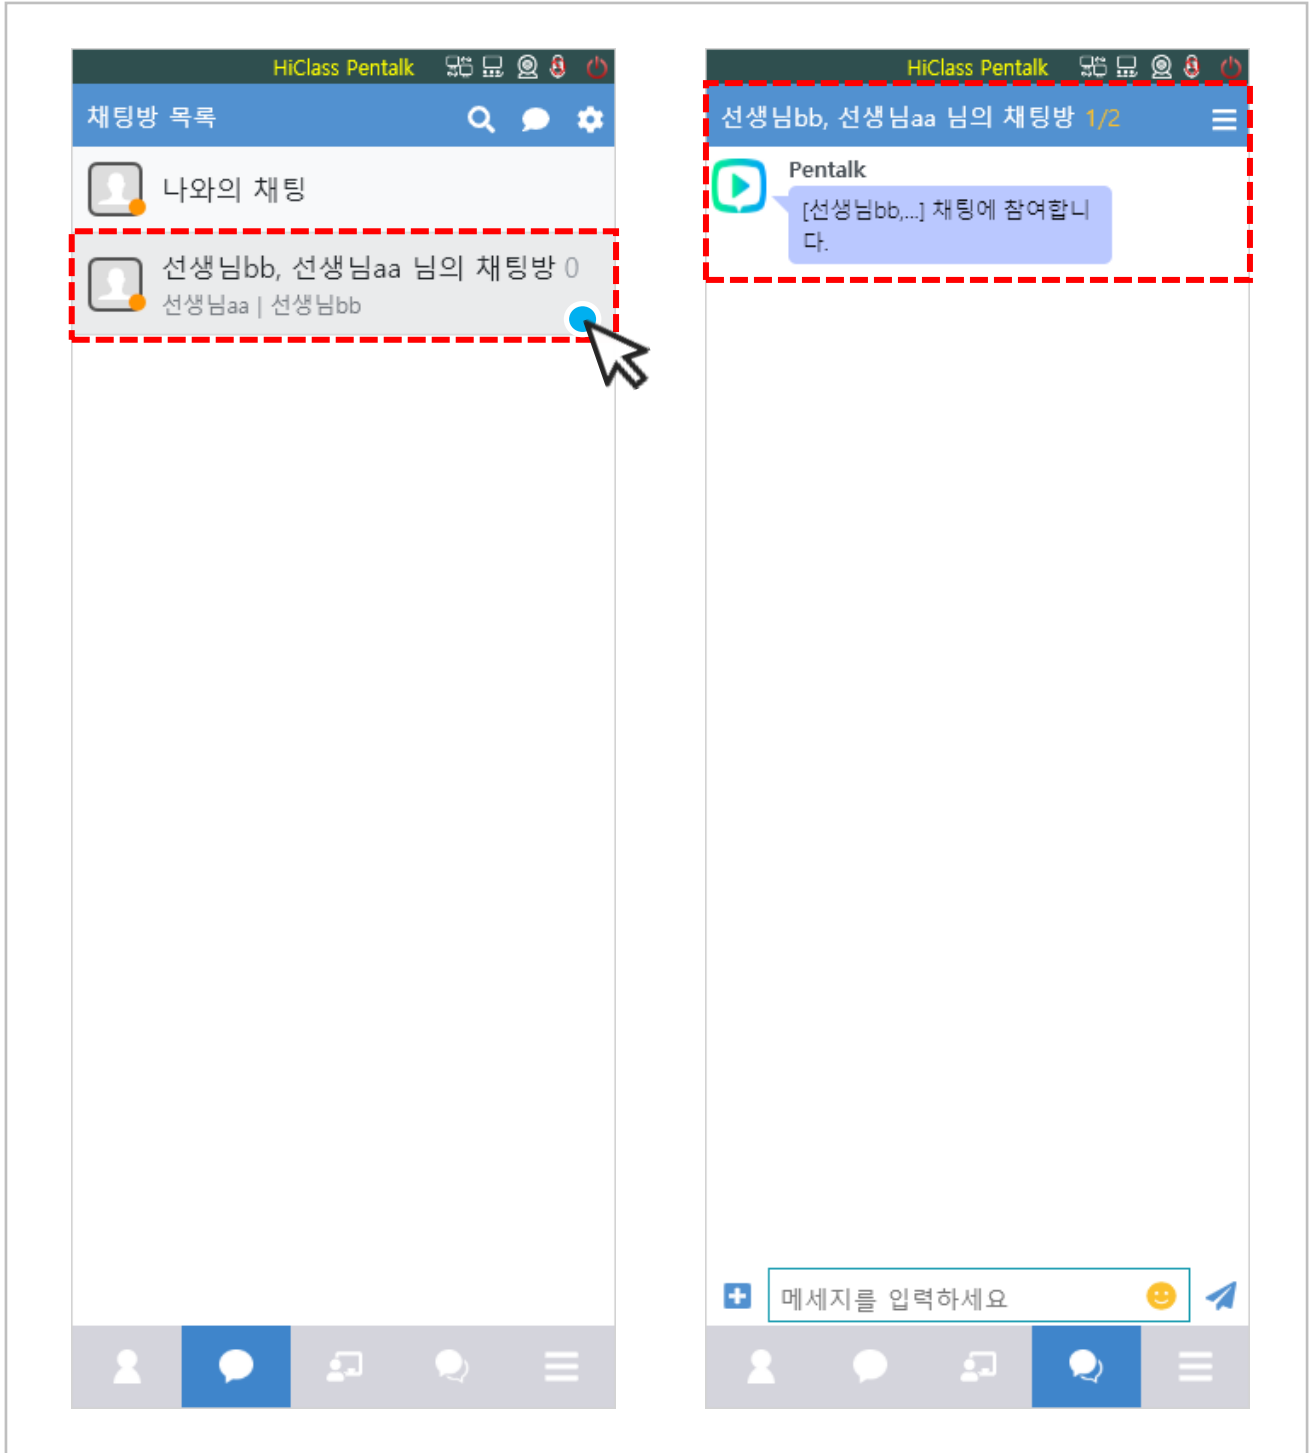 HiClass Pentalk
채팅방 목록
나와의 채팅
선생님bb, 선생님aa 님의 채팅방 0
선생님aa | 선생님bb
HiClass Pentalk
선생님bb, 선생님aa 님의 채팅방 1/2
Pentalk
[선생님bb,...] 채팅에 참여합니
다.
메세지를 입력하세요